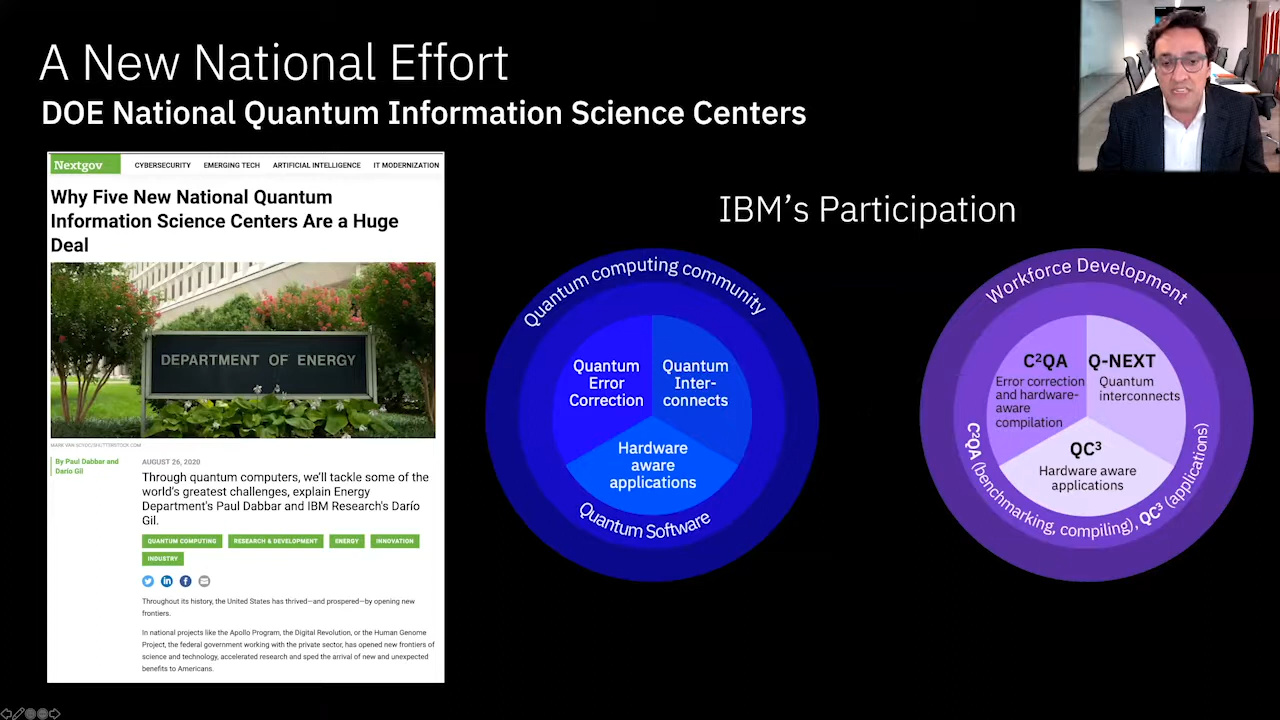 A New National Effort
DOE National Quantum Information Science Centers
Nextgov
CYBERSECURITY EMERGING TECH ARTIFICIAL INTELLIGENCE IT MODERNIZATION
Why Five New National Quantum
Information Science Centers Are a Huge
Deal
DEPARTMENT OF ENERGY
MARK VAN SCYOC/SHUTTERSTOCK.COM
By Paul Dabbar and
Dario Gil
AUGUST 26, 2020
Through quantum computers, we'll tackle some of the
world's greatest challenges, explain Energy
Department's Paul Dabbar and IBM Research's Darío
Gil.
QUANTUM COMPUTING RESEARCH & DEVELOPMENT ENERGY INNOVATION
INDUSTRY
Throughout its history, the United States has thrived—and prospered—by opening new
frontiers.
In national projects like the Apollo Program, the Digital Revolution, or the Human Genome
Project, the federal government working with the private sector, has opened new frontiers of
science and technology, accelerated research and sped the arrival of new and unexpected
benefits to Americans.
IBM's Participation
Quantum computing community
Quantum
Error
Correction
Quantum
Inter-
connects
Hardware
aware
applications
Quantum Software
Workforce Development
C²QA
Error correction
and hardware-
aware
compilation
Q-NEXT
Quantum
interconnects
QC³
Hardware aware
applications
C²QA (benchmarking, compiling), QC³ (applications)